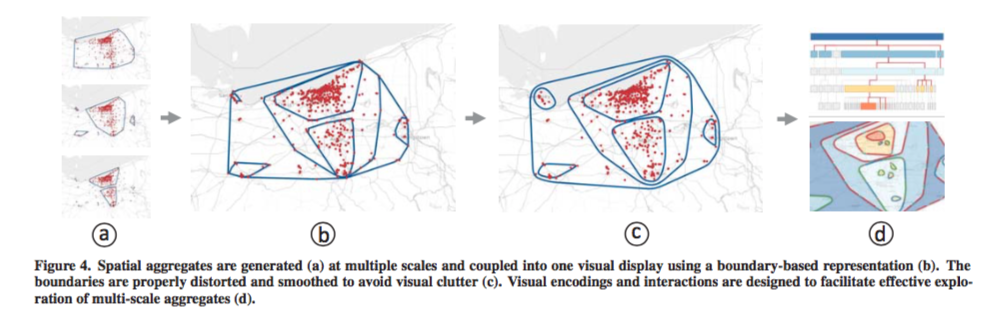 a
b
c
d
Figure 4. Spatial aggregates are generated (a) at multiple scales and coupled into one visual display using a boundary-based representation (b). The
boundaries are properly distorted and smoothed to avoid visual clutter (c). Visual encodings and interactions are designed to facilitate effective explo-
ration of multi-scale aggregates (d).